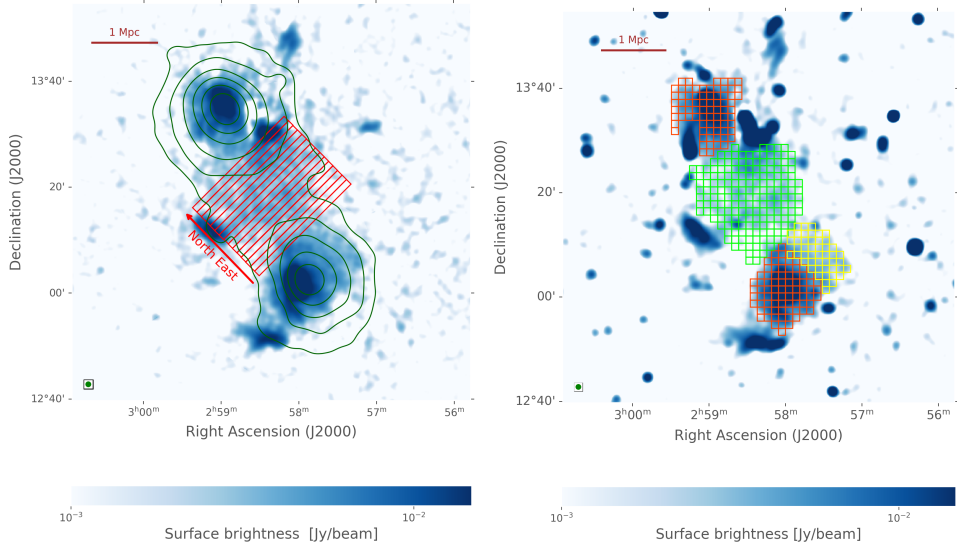 1 Mpc
13°40'
20'
00'
12°40'
Declination (J2000)
North East
3ʰ00ᵐ
2ʰ59ᵐ
58ᵐ
57ᵐ
56ᵐ
Right Ascension (J2000)
10⁻³
10⁻²
Surface brightness [Jy/beam]
1 Mpc
13°40'
20'
00'
12°40'
Declination (J2000)
3ʰ00ᵐ
2ʰ59ᵐ
58ᵐ
57ᵐ
56ᵐ
Right Ascension (J2000)
10⁻³
10⁻²
Surface brightness [Jy/beam]